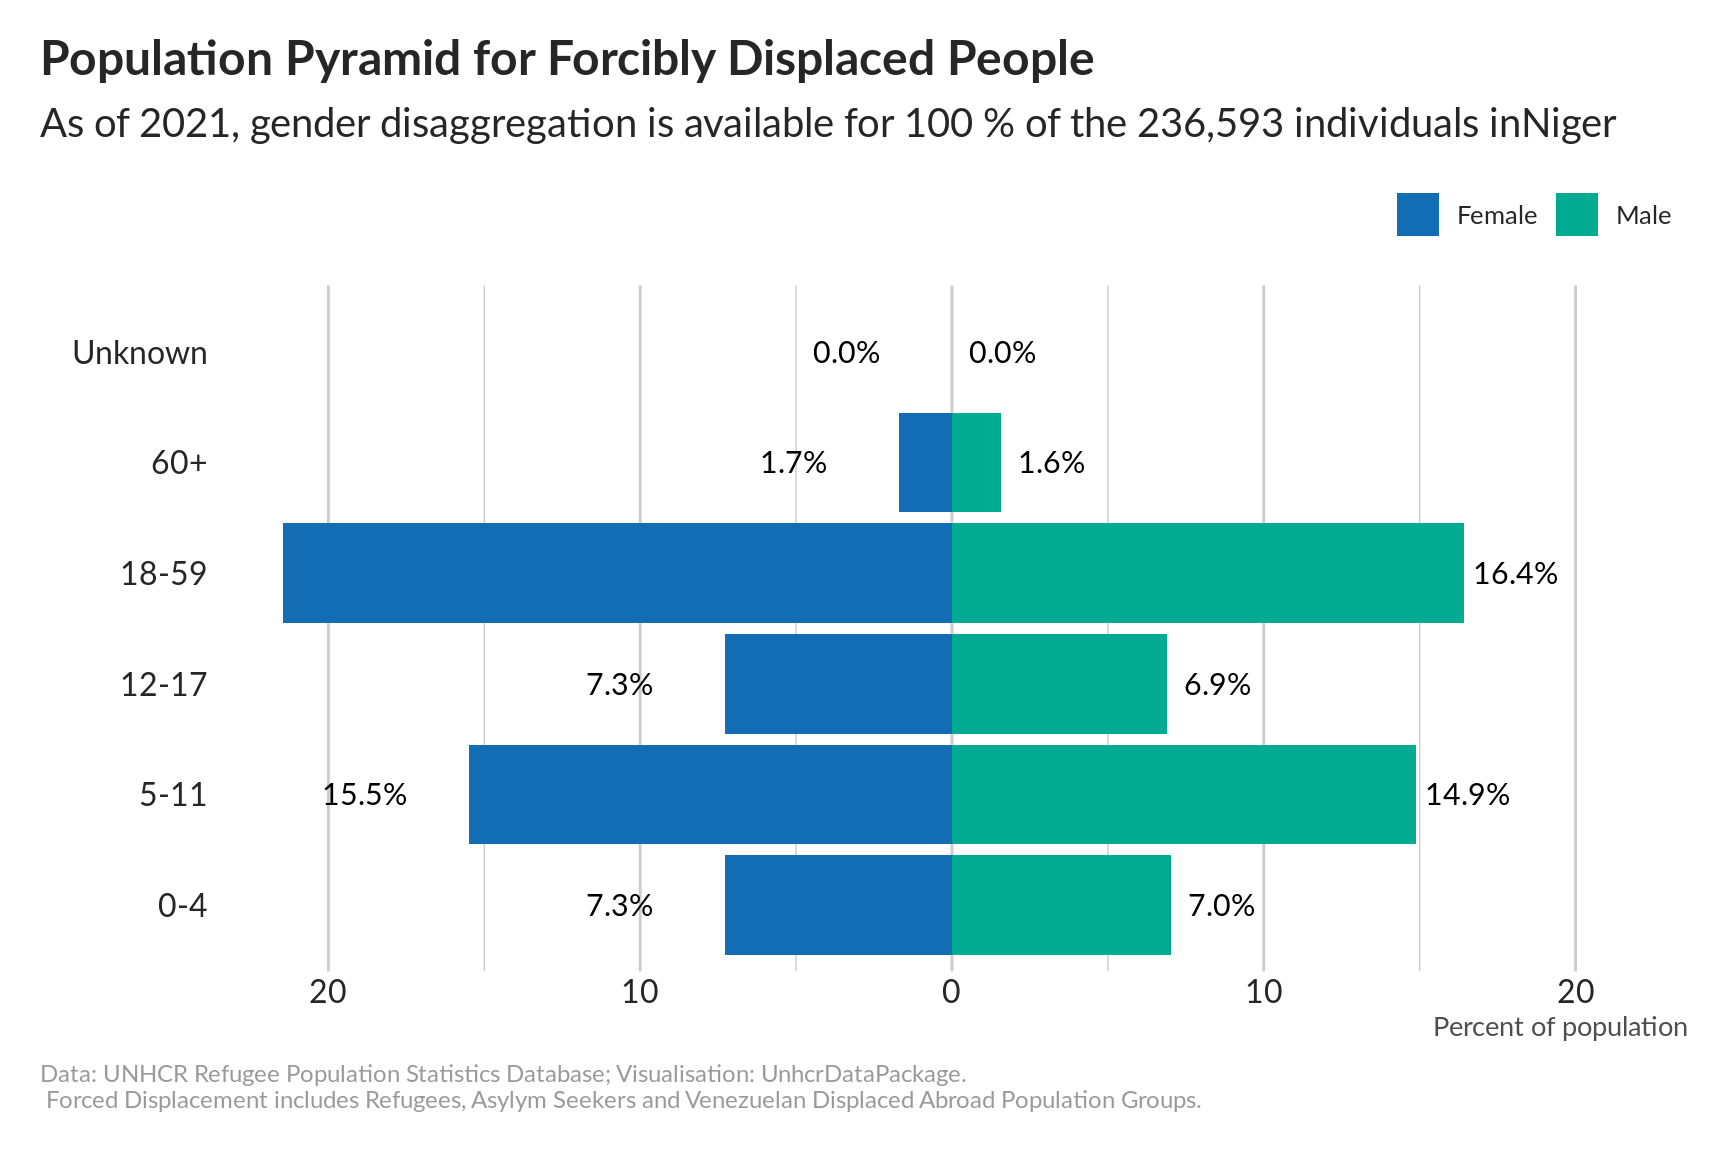 Population Pyramid for Forcibly Displaced People
As of 2021, gender disaggregation is available for 100 % of the 236,593 individuals inNiger
Female Male
Unknown 0.0% 0.0%
60+ 1.7% 1.6%
18-59 16.4%
12-17 7.3% 6.9%
5-11 15.5% 14.9%
0-4 7.3% 7.0%
20 10 0 10 20
Percent of population
Data: UNHCR Refugee Population Statistics Database; Visualisation: UnhcrDataPackage.
Forced Displacement includes Refugees, Asylym Seekers and Venezuelan Displaced Abroad Population Groups.